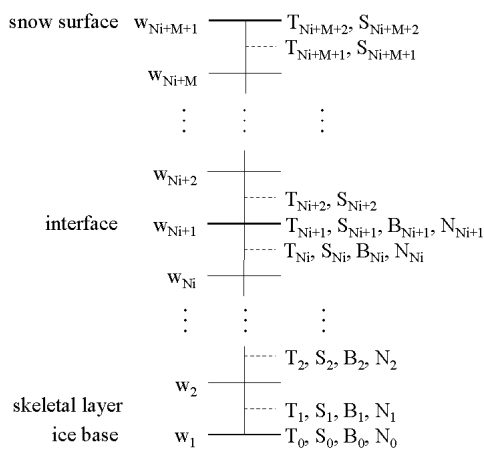 snow surface w_{Ni+M+1} T_{Ni+M+2}, S_{Ni+M+2}
T_{Ni+M+1}, S_{Ni+M+1}
w_{Ni+M}
w_{Ni+2}
T_{Ni+2}, S_{Ni+2}
interface w_{Ni+1} T_{Ni+1}, S_{Ni+1}, B_{Ni+1}, N_{Ni+1}
T_{Ni}, S_{Ni}, B_{Ni}, N_{Ni}
w_{Ni}
T_2, S_2, B_2, N_2
w_2
skeletal layer T_1, S_1, B_1, N_1
ice base w_1 T_0, S_0, B_0, N_0